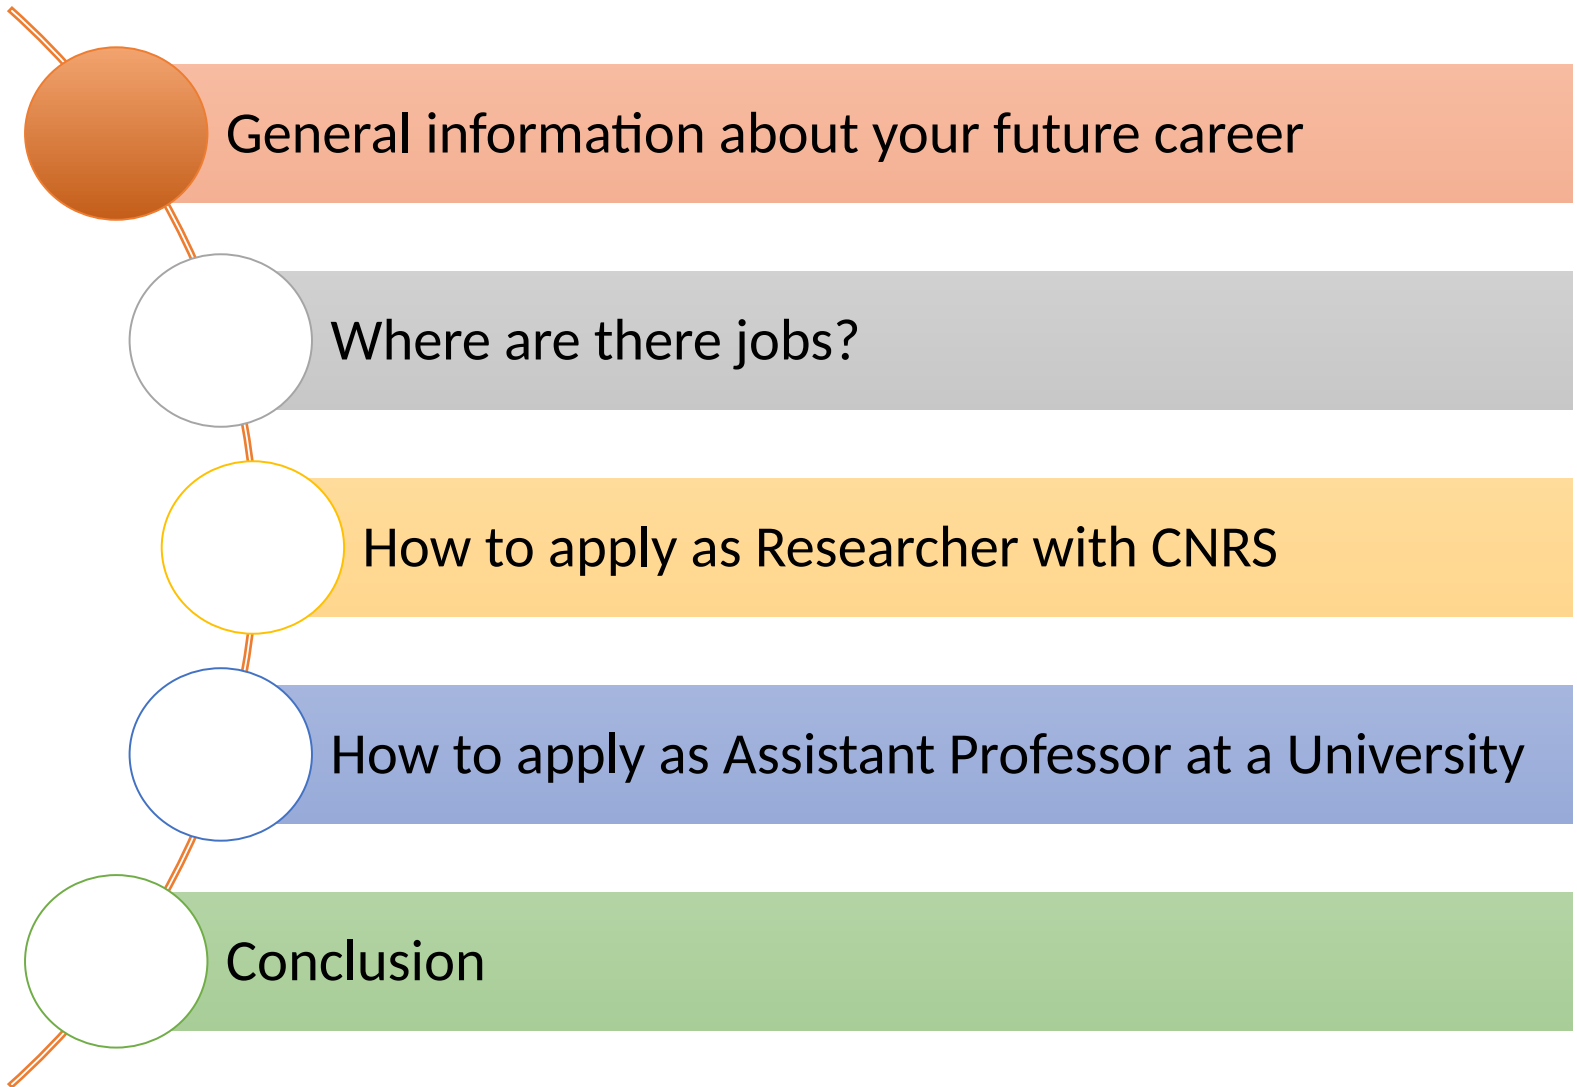 General information about your future career
Where are there jobs?
How to apply as Researcher with CNRS
How to apply as Assistant Professor at a University
Conclusion